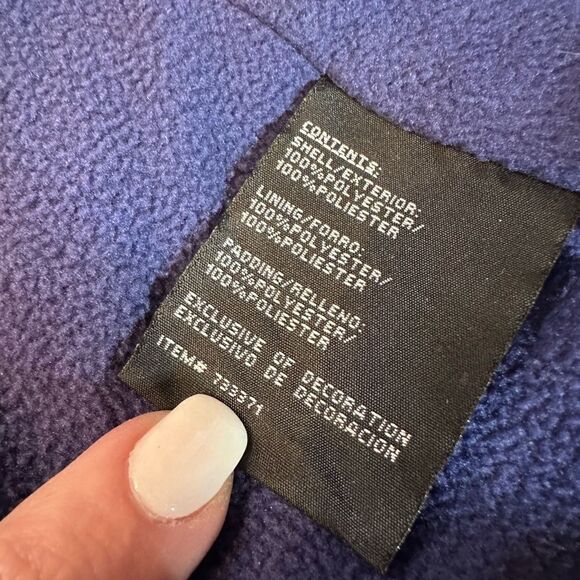 CONTENTS:
SHELL/EXTERIOR:
100%POLYESTER/
100%POLIESTER
LINING/FORRO:
100%POLYESTER/
100%POLIESTER
PADDING/RELLENO:
100%POLYESTER/
100%POLIESTER
EXCLUSIVE OF DECORATION
EXCLUSIVO DE DECORACION
ITEM# 733371